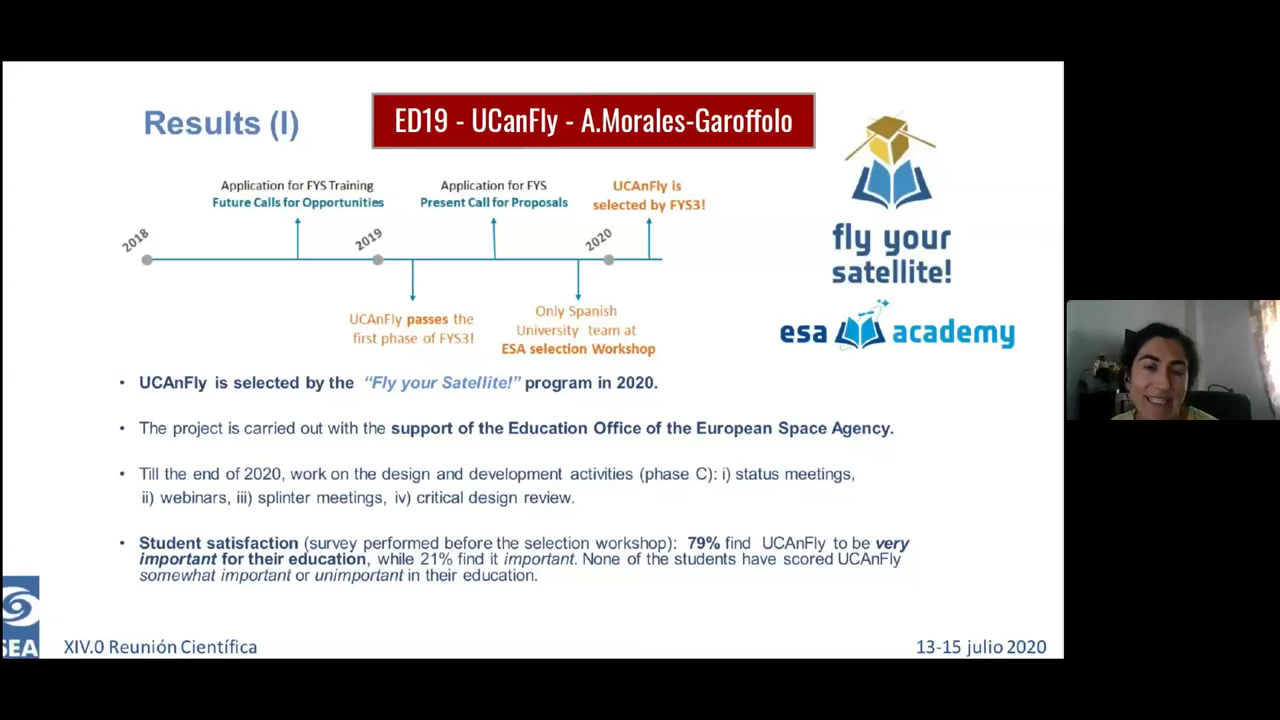 Results (I)
ED19 - UCanFly - A.Morales-Garoffolo
Application for FYS Training
Future Calls for Opportunities
Application for FYS
Present Call for Proposals
UCAnFly is
selected by FYS3!
2018
2019
2020
UCAnFly passes the
first phase of FYS3!
Only Spanish
University team at
ESA selection Workshop
fly your
satellite!
esa academy
• UCAnFly is selected by the “Fly your Satellite!” program in 2020.
• The project is carried out with the support of the Education Office of the European Space Agency.
• Till the end of 2020, work on the design and development activities (phase C): i) status meetings,
ii) webinars, iii) splinter meetings, iv) critical design review.
• Student satisfaction (survey performed before the selection workshop): 79% find UCAnFly to be very
important for their education, while 21% find it important. None of the students have scored UCAnFly
somewhat important or unimportant in their education.
SEA
XIV.0 Reunión Científica
13-15 julio 2020